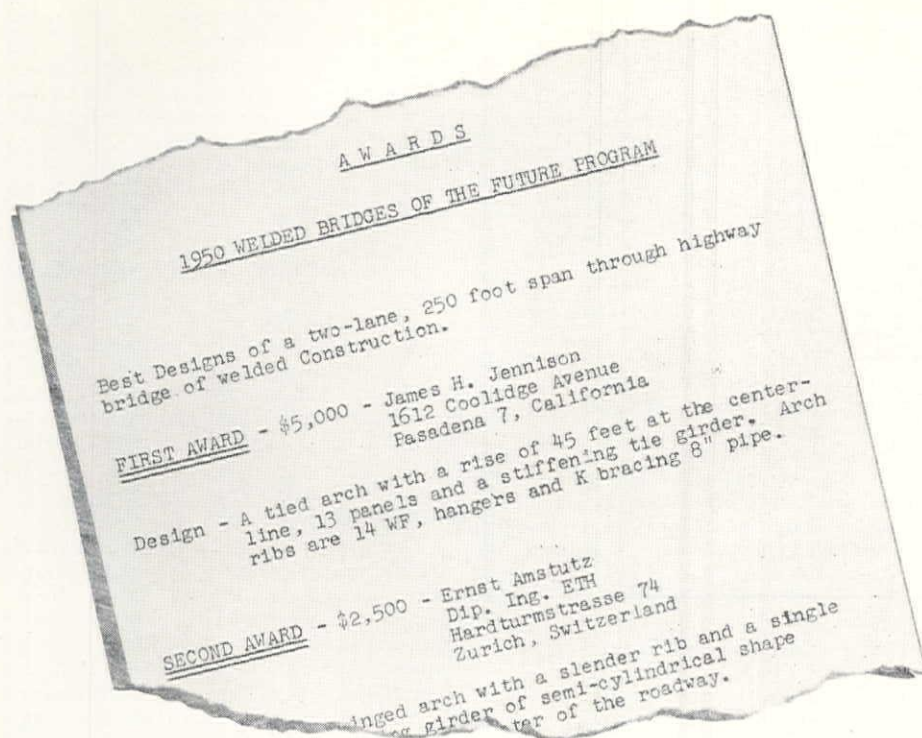 A W A R D S
1950 WELDED BRIDGES OF THE FUTURE PROGRAM
Best Designs of a two-lane, 250 foot span through highway
bridge of welded Construction.
FIRST AWARD - $5,000 - James H. Jennison
1612 Coolidge Avenue
Pasadena 7, California
Design - A tied arch with a rise of 45 feet at the center-
line, 13 panels and a stiffening tie girder. Arch
ribs are 14 WF, hangers and K bracing 8" pipe.
SECOND AWARD - $2,500 - Ernst Amstutz
Dip. Ing. ETH
Hardturmstrasse 74
Zurich, Switzerland
arch with a slender rib and a single
girder of semi-cylindrical shape
of the roadway.